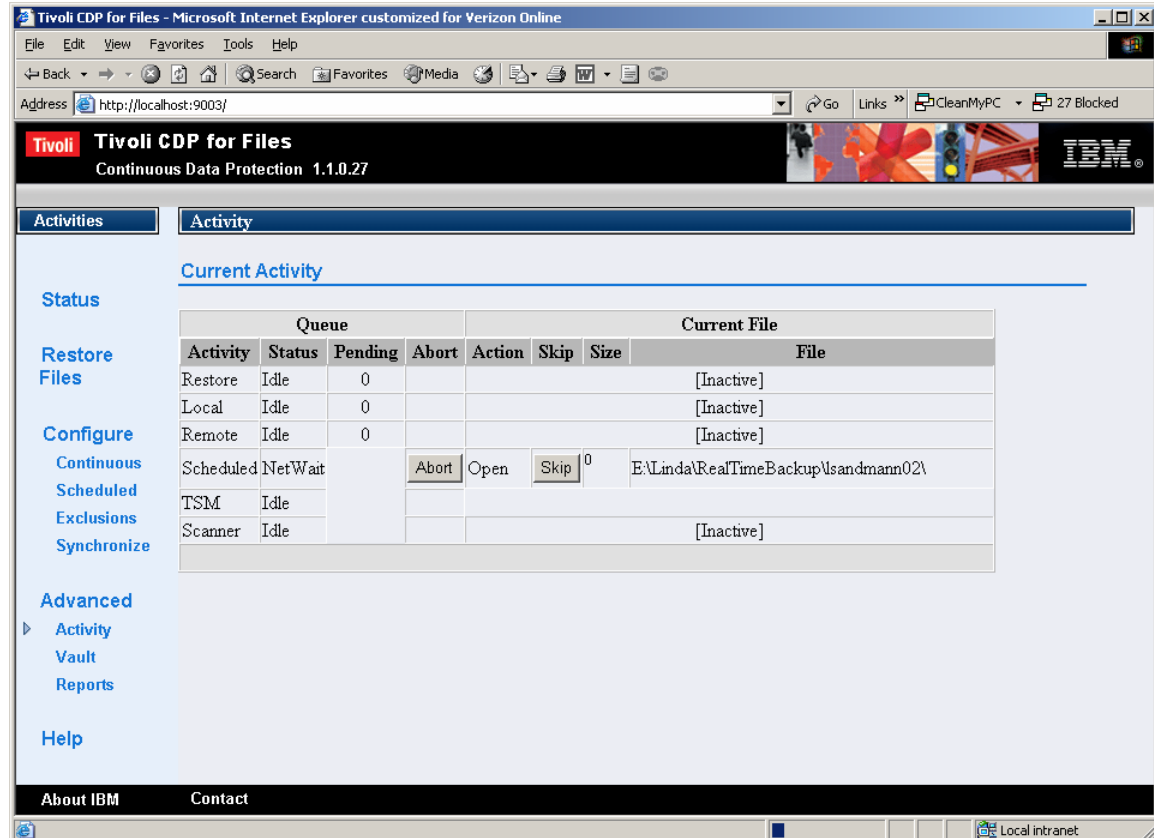 Tivoli CDP for Files - Microsoft Internet Explorer customized for Verizon Online
File Edit View Favorites Tools Help
Back Search Favorites Media
Address http://localhost:9003/ Go Links » CleanMyPC 27 Blocked
Tivoli Tivoli CDP for Files
Continuous Data Protection 1.1.0.27
IBM®
Activities
Activity
Current Activity
Status
Restore
Files
Configure
Continuous
Scheduled
Exclusions
Synchronize
Advanced
Activity
Vault
Reports
Help
Queue Current File
Activity Status Pending Abort Action Skip Size File
Restore Idle 0 [Inactive]
Local Idle 0 [Inactive]
Remote Idle 0 [Inactive]
Scheduled NetWait Abort Open Skip 0 E:\Linda\RealTimeBackup\lsandmann02\
TSM Idle
Scanner Idle [Inactive]
About IBM Contact
Local intranet